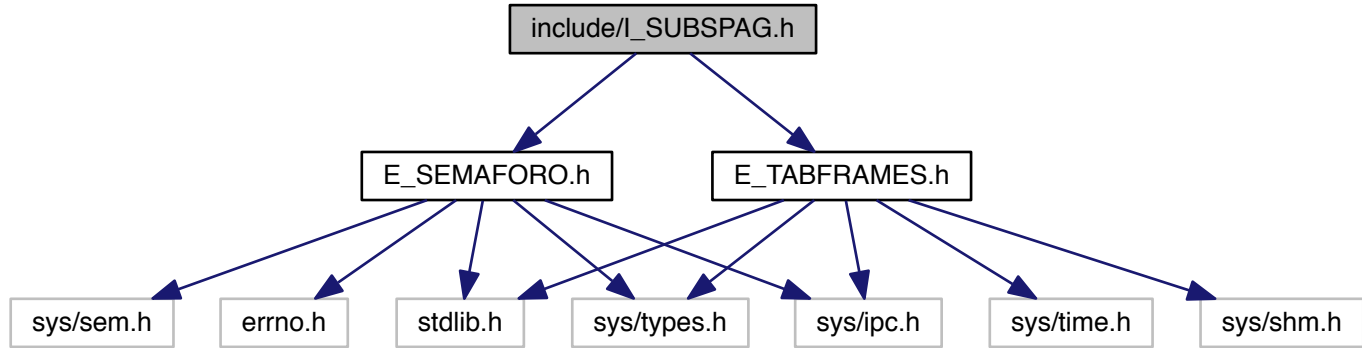 include/I_SUBSPAG.h
E_SEMAFORO.h
E_TABFRAMES.h
sys/sem.h
errno.h
stdlib.h
sys/types.h
sys/ipc.h
sys/time.h
sys/shm.h